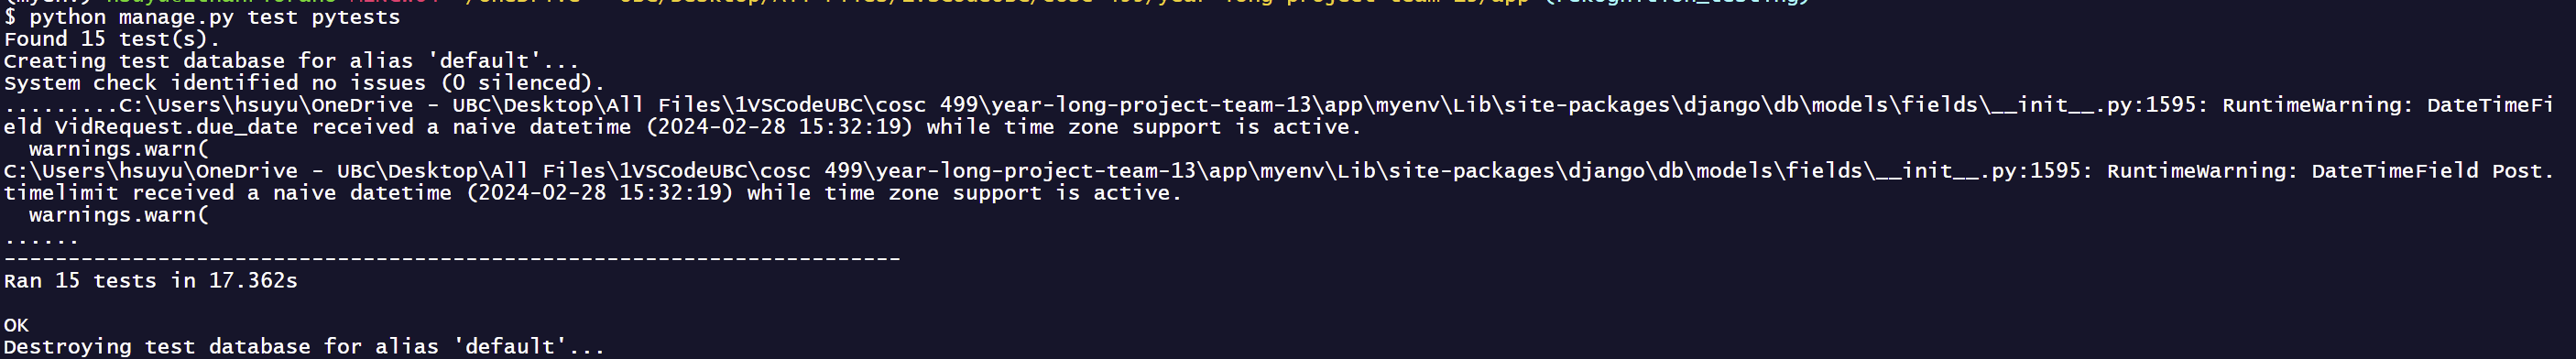 $ python manage.py test pytests
Found 15 test(s).
Creating test database for alias 'default'...
System check identified no issues (0 silenced).
.........C:\Users\hsuyu\OneDrive - UBC\Desktop\All Files\1VSCodeUBC\cosc 499\year-long-project-team-13\app\myenv\Lib\site-packages\django\db\models\fields\__init__.py:1595: RuntimeWarning: DateTimeFi
eld VidRequest.due_date received a naive datetime (2024-02-28 15:32:19) while time zone support is active.
  warnings.warn(
C:\Users\hsuyu\OneDrive - UBC\Desktop\All Files\1VSCodeUBC\cosc 499\year-long-project-team-13\app\myenv\Lib\site-packages\django\db\models\fields\__init__.py:1595: RuntimeWarning: DateTimeField Post.
timelimit received a naive datetime (2024-02-28 15:32:19) while time zone support is active.
  warnings.warn(
......
----------------------------------------------------------------------
Ran 15 tests in 17.362s
OK
Destroying test database for alias 'default'...